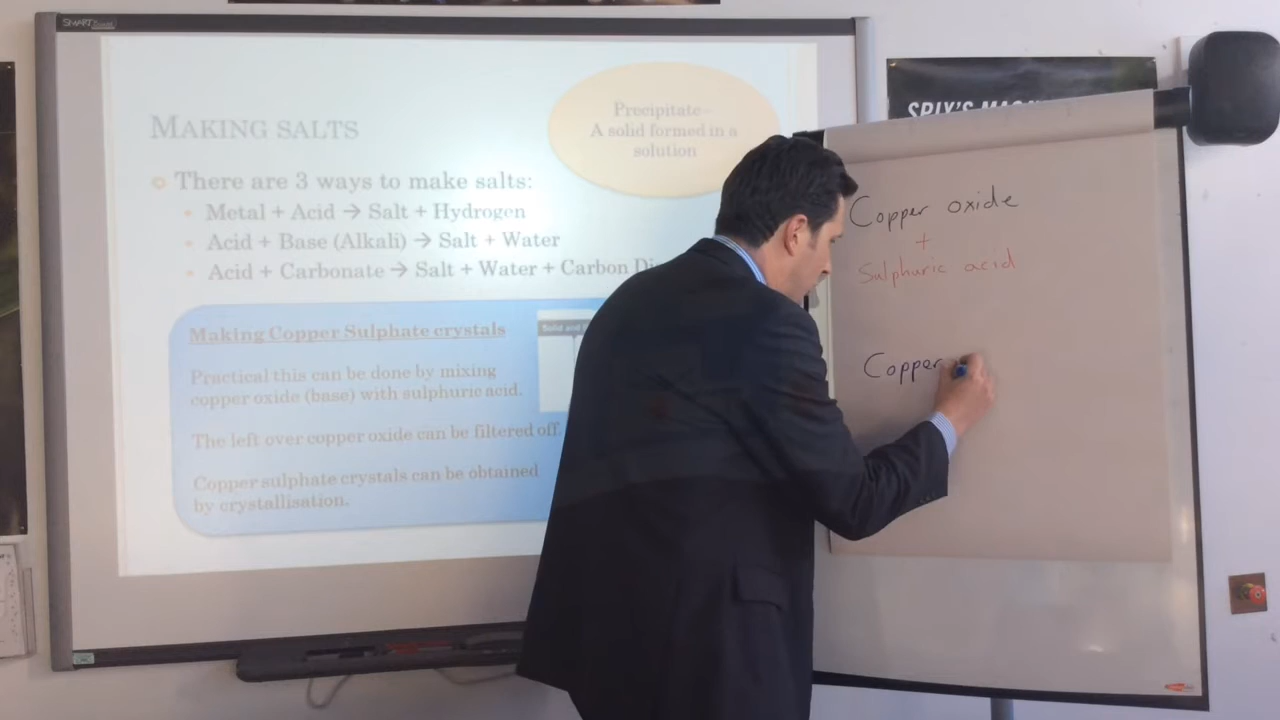 SMART
MAKING SALTS
Precipitate–
A solid formed in a
solution
There are 3 ways to make salts:
Metal + Acid → Salt + Hydrogen
Acid + Base (Alkali) → Salt + Water
Acid + Carbonate → Salt + Water + Carbon Di
Making Copper Sulphate crystals
Solid and
Practical this can be done by mixing
copper oxide (base) with sulphuric acid.
The left over copper oxide can be filtered off.
Copper sulphate crystals can be obtained
by crystallisation.
SPIX'S
Copper oxide
+
Sulphuric acid
Copper